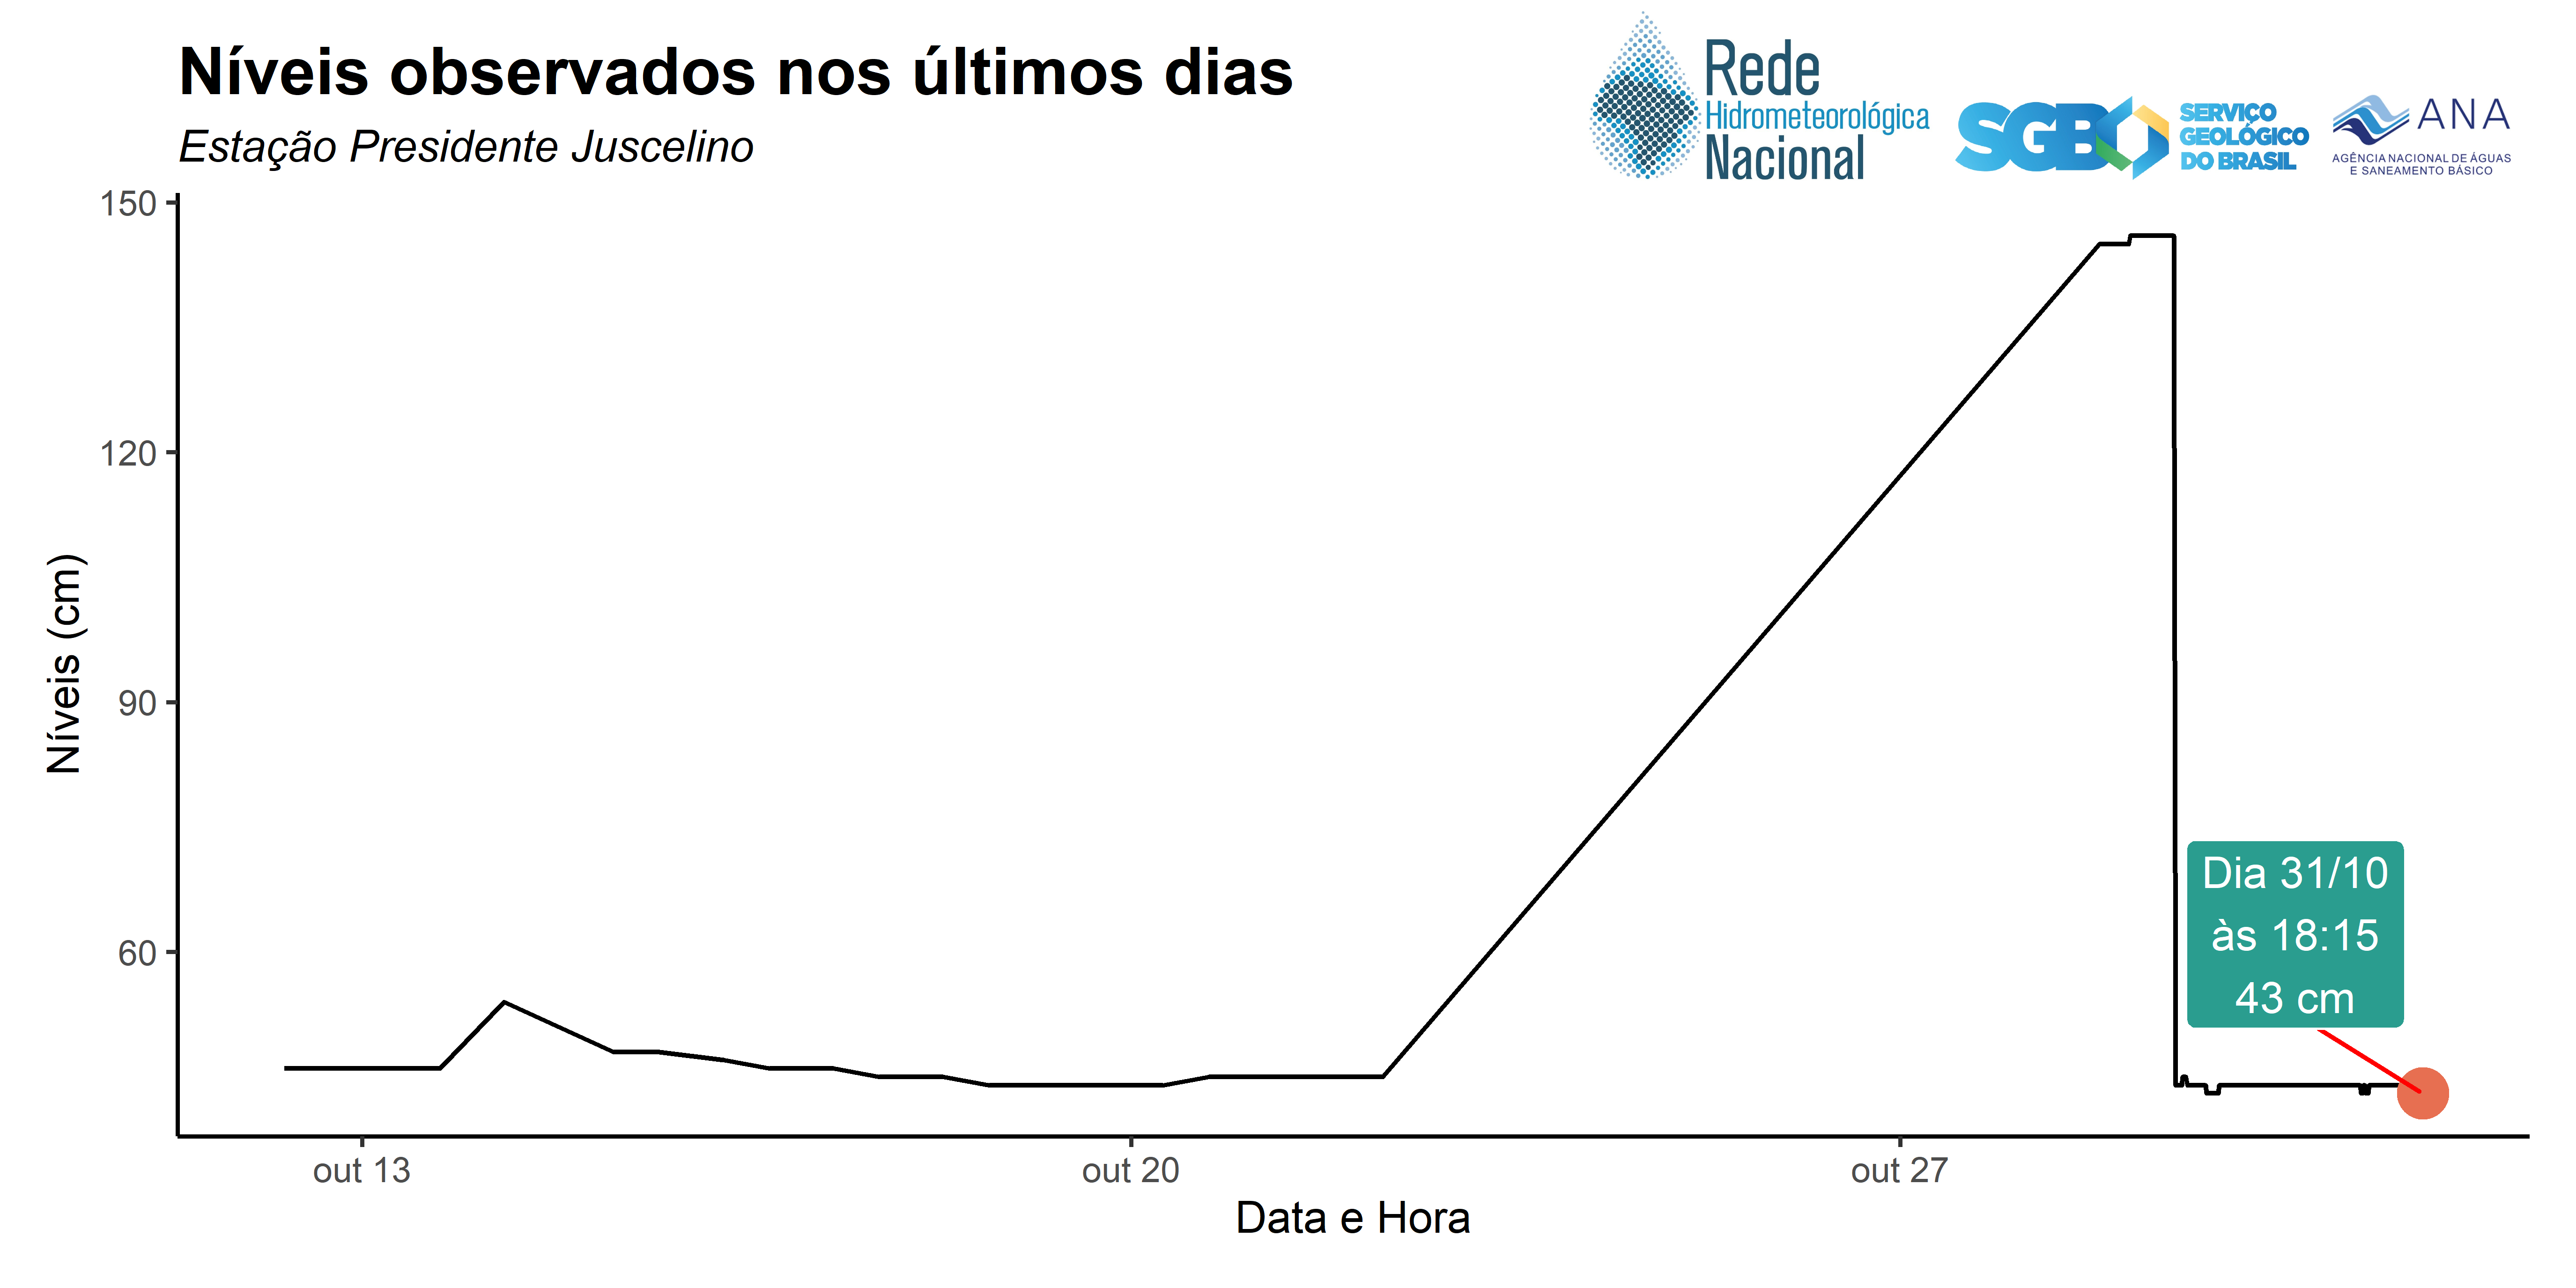 Níveis observados nos últimos dias
Estação Presidente Juscelino
Rede
Hidrometeorológica
Nacional
SGB
SERVIÇO
GEOLÓGICO
DO BRASIL
ANA
AGÊNCIA NACIONAL DE ÁGUAS
E SANEAMENTO BÁSICO
150
120
90
60
Níveis (cm)
Dia 31/10
às 18:15
43 cm
out 13
out 20
out 27
Data e Hora